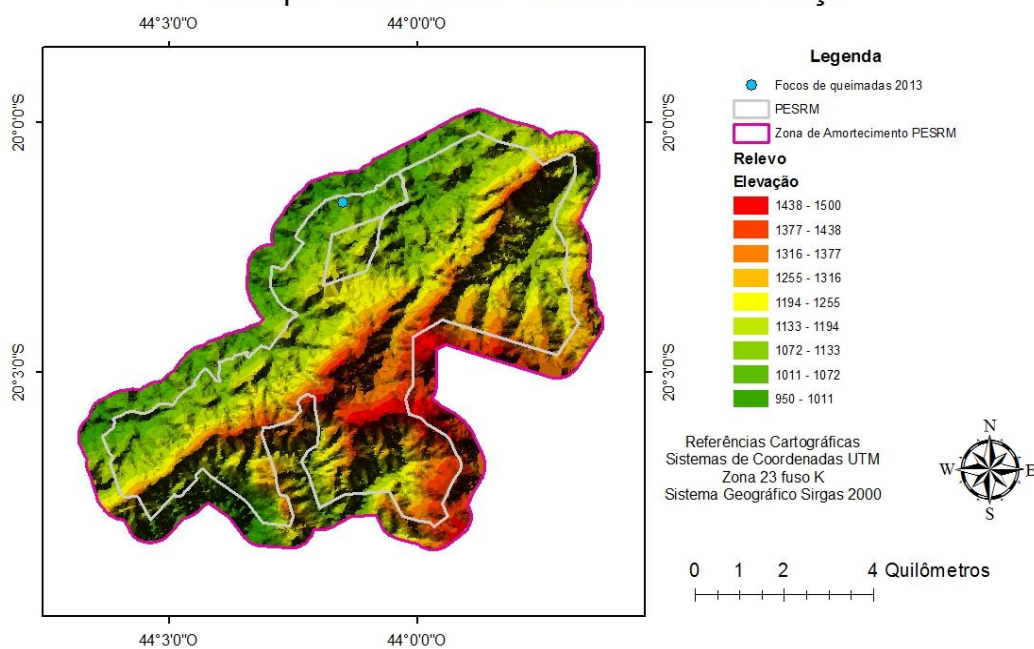 44°3'0"O 44°0'0"O
20°0'0"S
20°0'0"S
20°3'0"S
20°3'0"S
44°3'0"O 44°0'0"O
Legenda
Focos de queimadas 2013
PESRM
Zona de Amortecimento PESRM
Relevo
Elevação
1438 - 1500
1377 - 1438
1316 - 1377
1255 - 1316
1194 - 1255
1133 - 1194
1072 - 1133
1011 - 1072
950 - 1011
Referências Cartográficas
Sistemas de Coordenadas UTM
Zona 23 fuso K
Sistema Geográfico Sirgas 2000
N
W E
S
0 1 2 4 Quilômetros